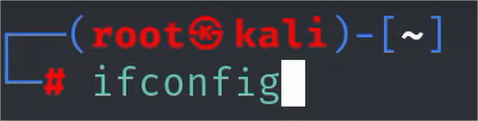 ┌──(root㉿kali)-[~]
└─# ifconfig